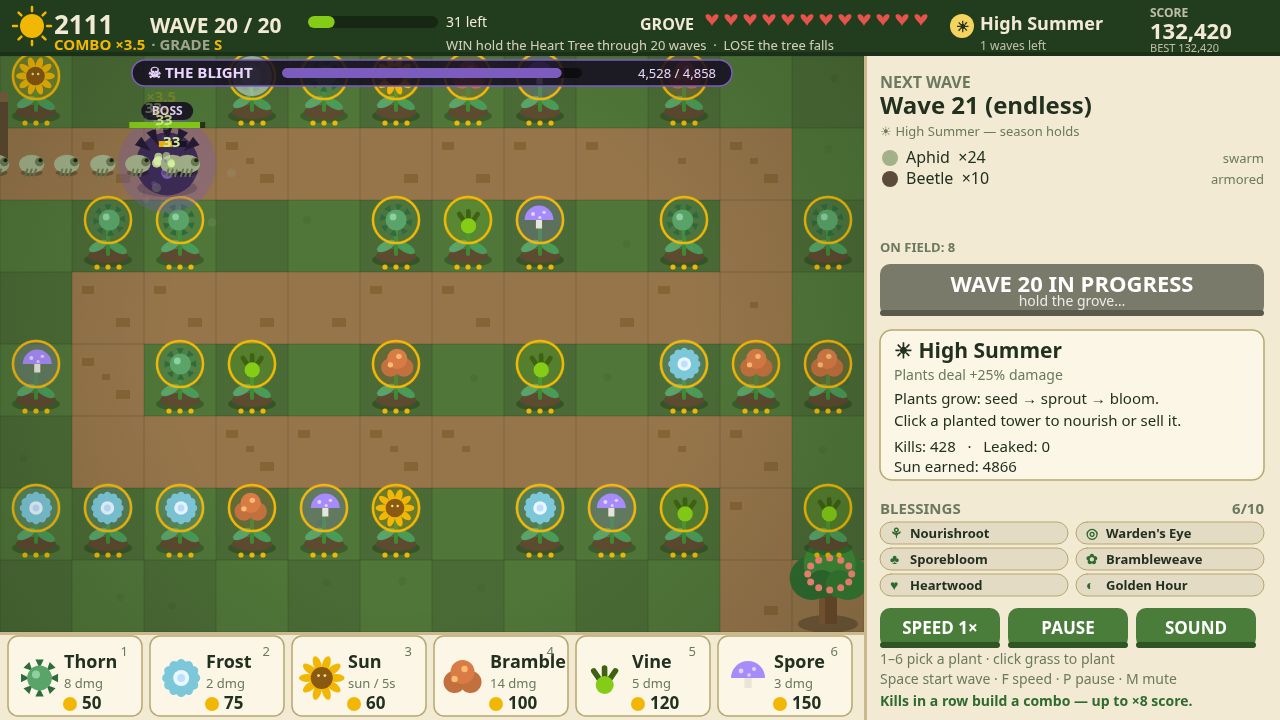 2111
COMBO ×3.5 · GRADE S
WAVE 20 / 20
31 left
GROVE
WIN hold the Heart Tree through 20 waves · LOSE the tree falls
High Summer
1 waves left
SCORE
132,420
BEST 132,420
☠ THE BLIGHT
4,528 / 4,858
×3.5
BOSS
33
33
NEXT WAVE
Wave 21 (endless)
☀ High Summer — season holds
Aphid ×24 swarm
Beetle ×10 armored
ON FIELD: 8
WAVE 20 IN PROGRESS
hold the grove...
☀ High Summer
Plants deal +25% damage
Plants grow: seed → sprout → bloom.
Click a planted tower to nourish or sell it.
Kills: 428 · Leaked: 0
Sun earned: 4866
BLESSINGS 6/10
Nourishroot
Warden's Eye
Sporebloom
Brambleweave
Heartwood
Golden Hour
SPEED 1×
PAUSE
SOUND
1–6 pick a plant · click grass to plant
Space start wave · F speed · P pause · M mute
Kills in a row build a combo — up to ×8 score.
Thorn 1
8 dmg
50
Frost 2
2 dmg
75
Sun 3
sun / 5s
60
Bramble 4
14 dmg
100
Vine 5
5 dmg
120
Spore 6
3 dmg
150